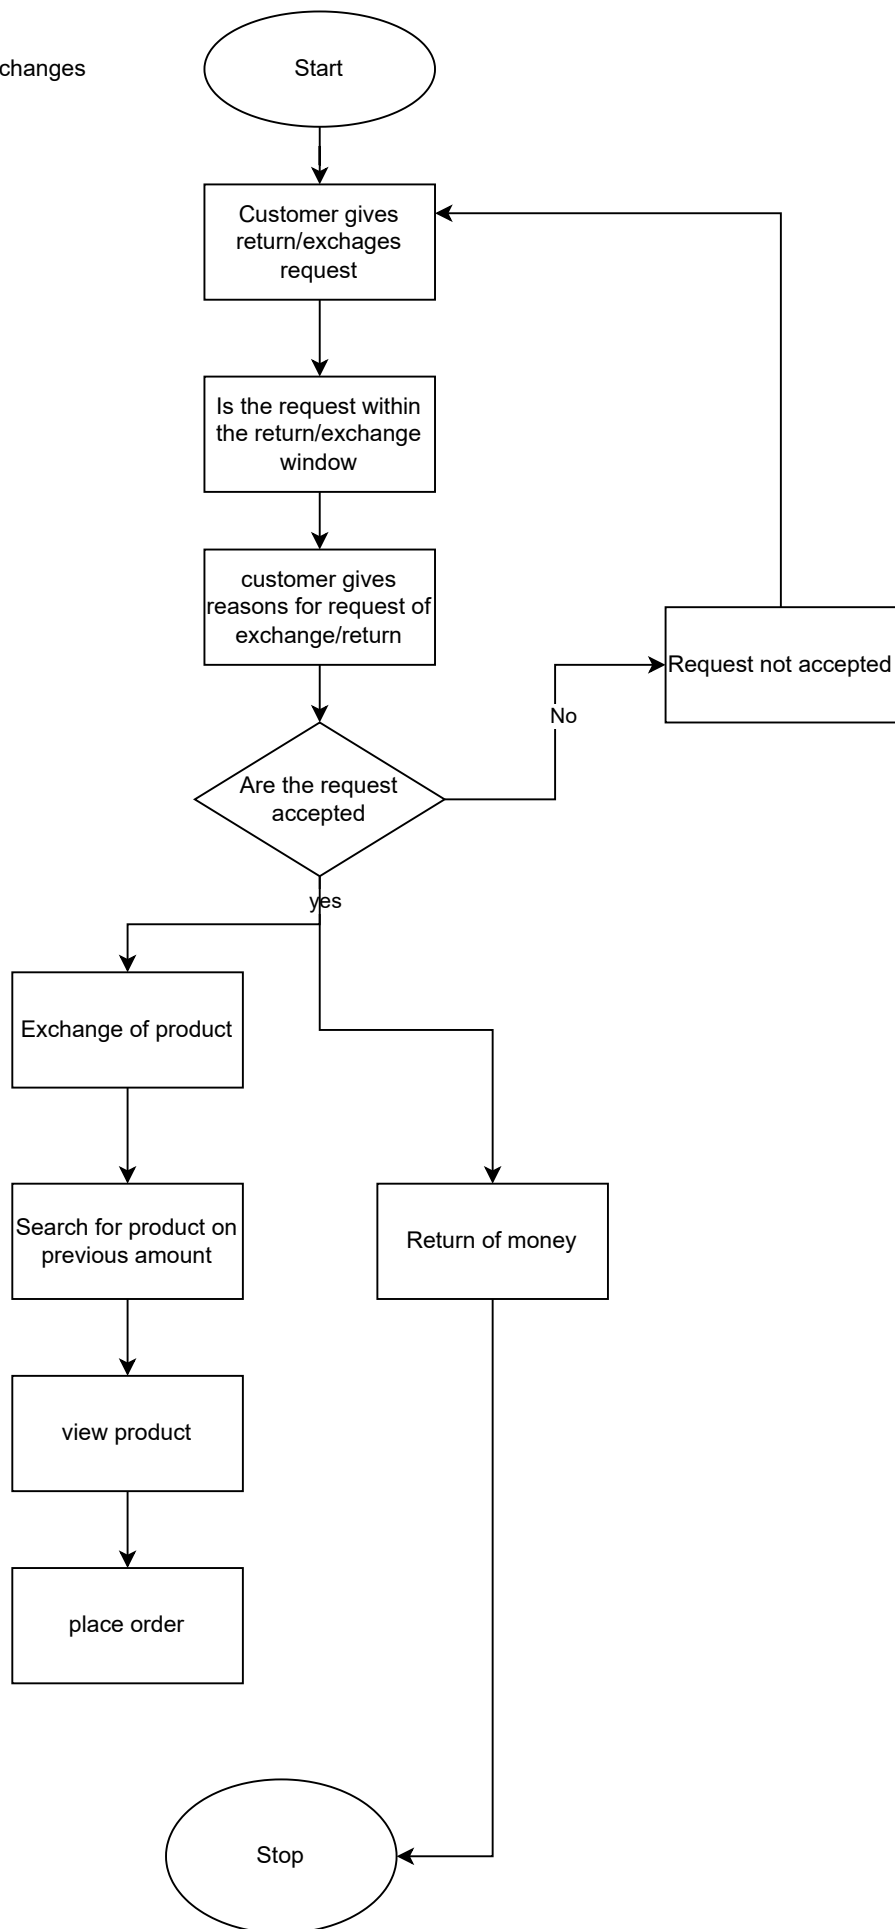 changes
Start
Customer gives
return/exchages
request
Is the request within
the return/exchange
window
customer gives
reasons for request of
exchange/return
Request not accepted
No
Are the request
accepted
yes
Exchange of product
Search for product on
previous amount
Return of money
view product
place order
Stop